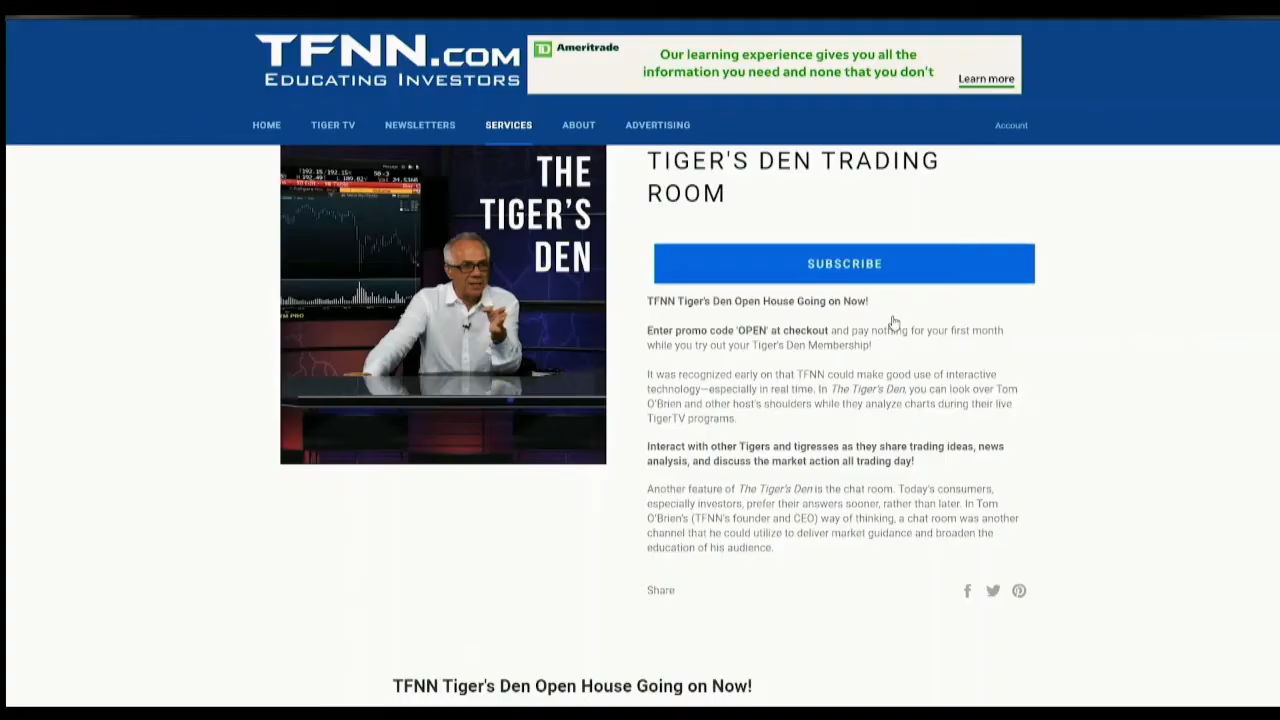 TFNN.COM
EDUCATING INVESTORS
TD Ameritrade
Our learning experience gives you all the
information you need and none that you don't
Learn more
HOME
TIGER TV
NEWSLETTERS
SERVICES
ABOUT
ADVERTISING
Account
THE
TIGER'S
DEN
TIGER'S DEN TRADING
ROOM
SUBSCRIBE
TFNN Tiger's Den Open House Going on Now!
Enter promo code 'OPEN' at checkout and pay nothing for your first month
while you try out your Tiger's Den Membership!
It was recognized early on that TFNN could make good use of interactive
technology—especially in real time. In The Tiger's Den, you can look over Tom
O'Brien and other host's shoulders while they analyze charts during their live
TigerTV programs.
Interact with other Tigers and tigresses as they share trading ideas, news
analysis, and discuss the market action all trading day!
Another feature of The Tiger's Den is the chat room. Today's consumers,
especially investors, prefer their answers sooner, rather than later. In Tom
O'Brien's (TFNN's founder and CEO) way of thinking, a chat room was another
channel that he could utilize to deliver market guidance and broaden the
education of his audience.
Share
TFNN Tiger's Den Open House Going on Now!